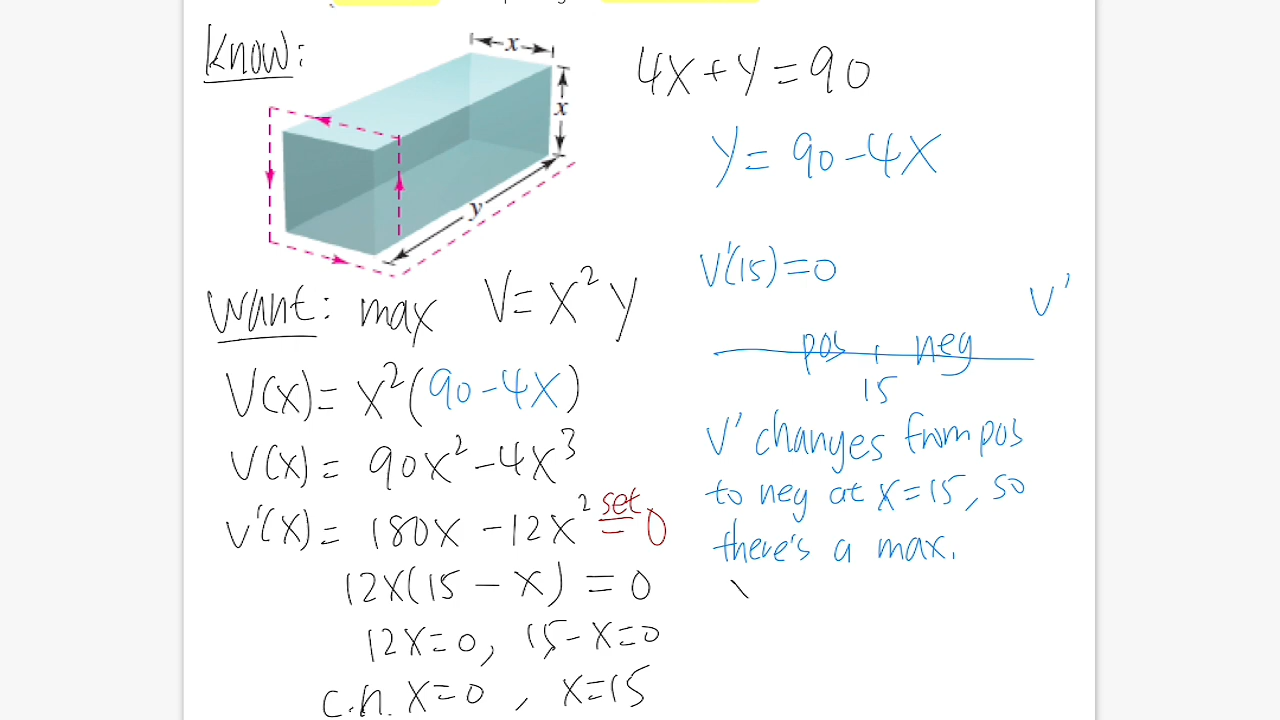 Know:
x
x
y
4x+y=90
y=90-4x
Want: max V=x²y
V(x)=x²(90-4x)
V(x)=90x²-4x³
V'(x)=180x-12x² set = 0
12x(15-x)=0
12x=0, 15-x=0
c.n. x=0, x=15
V'(15)=0
V'
pos neg
15
V' changes from pos
to neg at x=15, so
there's a max.